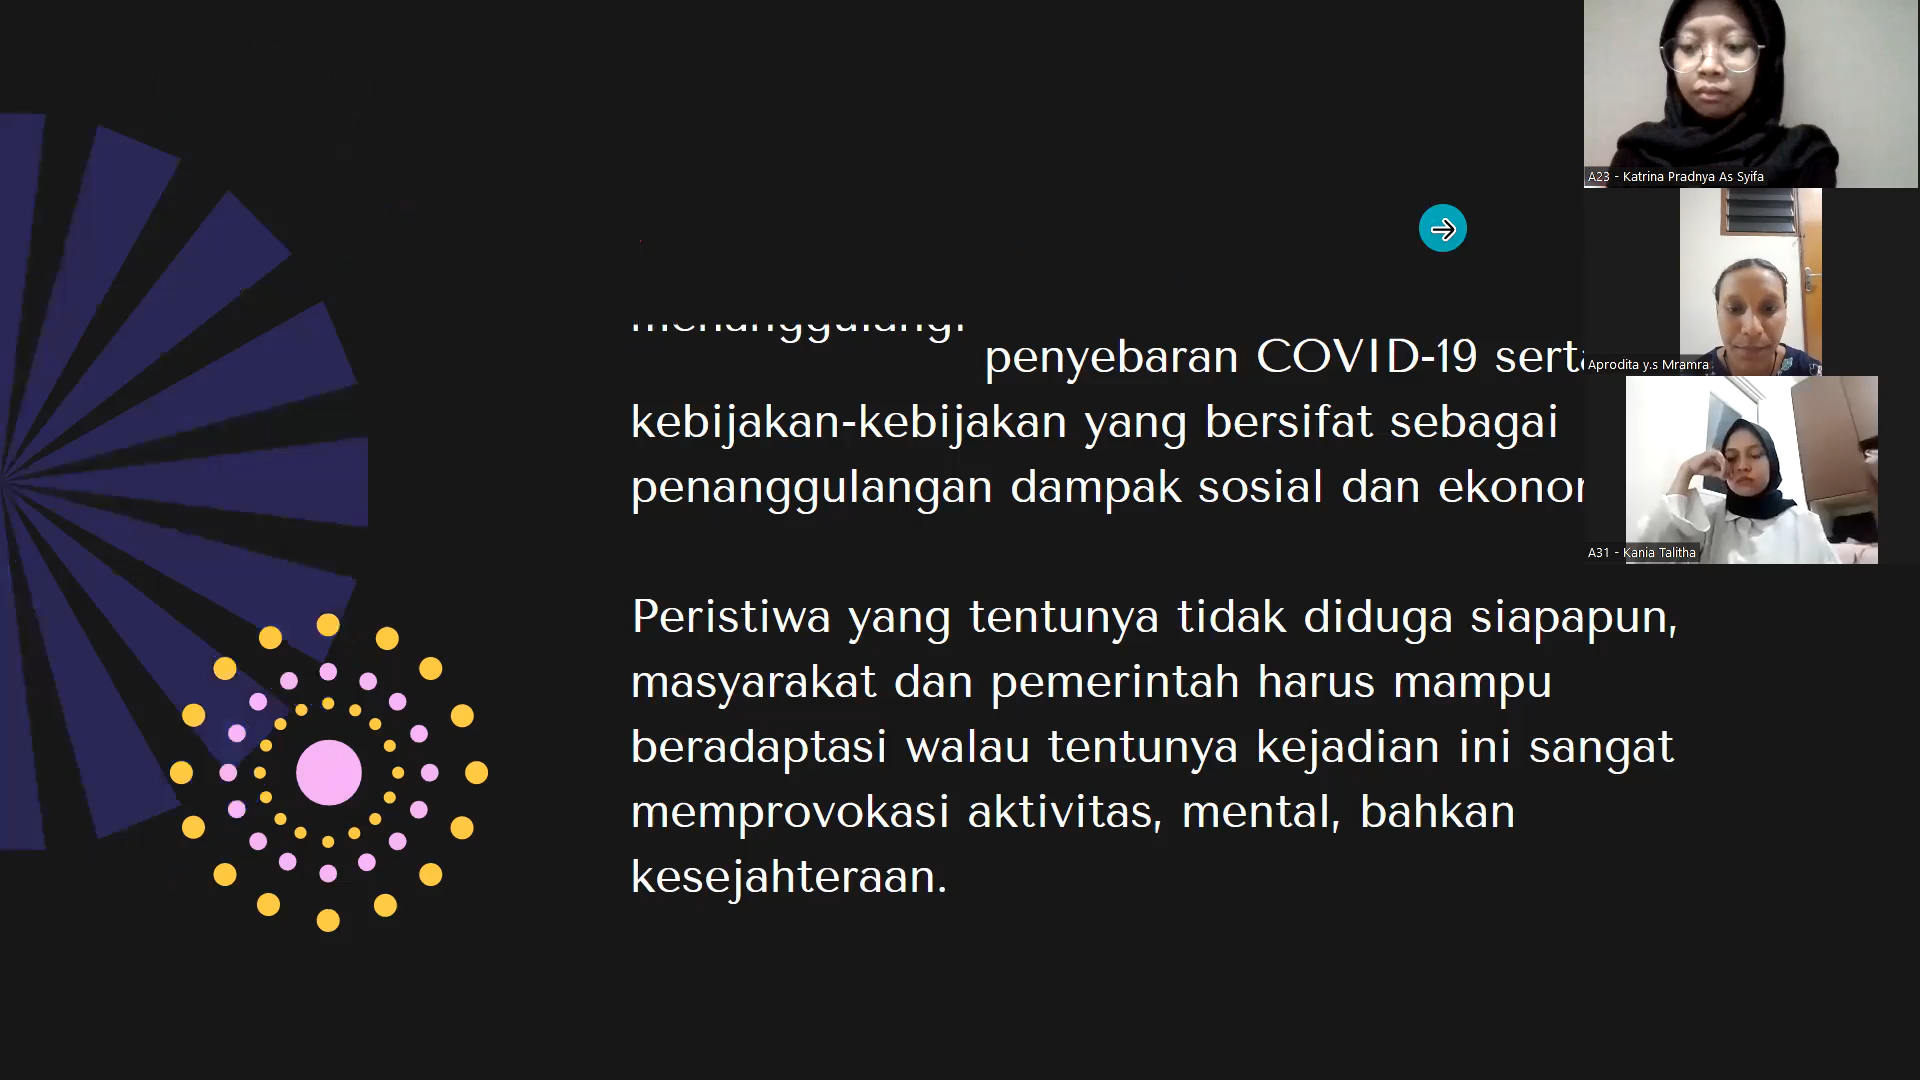 menanggulangi
penyebaran COVID-19 serta
kebijakan-kebijakan yang bersifat sebagai
penanggulangan dampak sosial dan
Peristiwa yang tentunya tidak diduga siapapun,
masyarakat dan pemerintah harus mampu
beradaptasi walau tentunya kejadian ini sangat
memprovokasi aktivitas, mental, bahkan
kesejahteraan.
A23 - Katrina Pradnya As Syifa
Aprodita y.s Mramra
A31 - Kania Talitha